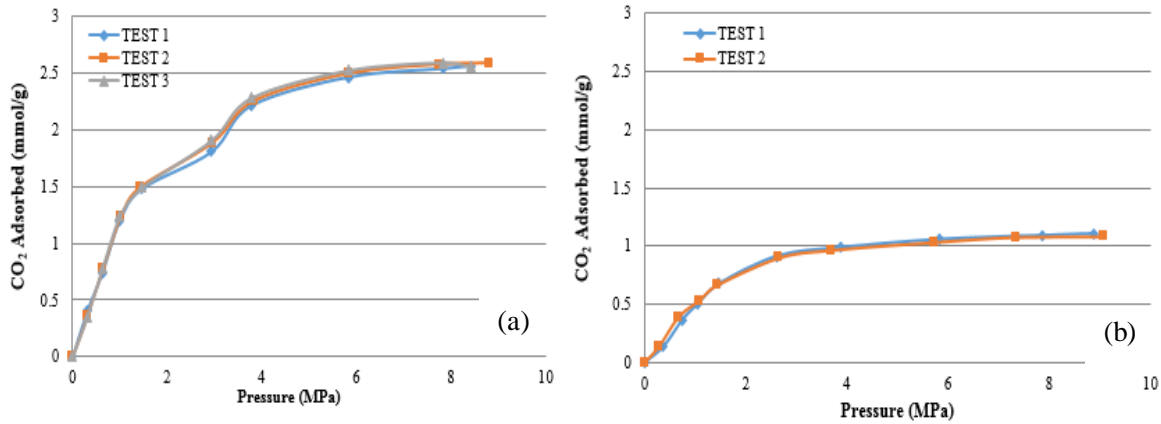 3
2.5
2
1.5
1
0.5
0
CO₂ Adsorbed (mmol/g)
TEST 1
TEST 2
TEST 3
(a)
0 2 4 6 8 10
Pressure (MPa)
3
2.5
2
1.5
1
0.5
0
CO₂ Adsorbed (mmol/g)
TEST 1
TEST 2
(b)
0 2 4 6 8 10
Pressure (MPa)